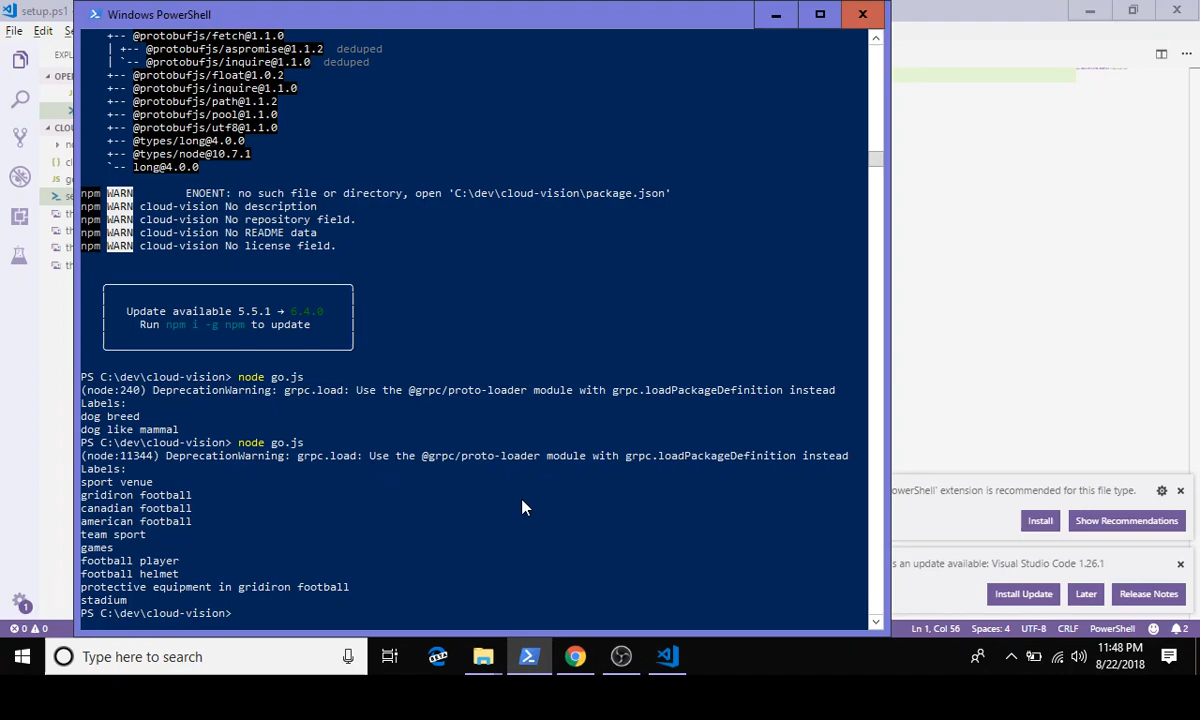 setup.ps1
Windows PowerShell
File
Edit
EXPL
OPEN
CLOU
+-- @protobufjs/fetch@1.1.0
| +-- @protobufjs/aspromise@1.1.2 deduped
| `-- @protobufjs/inquire@1.1.0 deduped
+-- @protobufjs/float@1.0.2
+-- @protobufjs/inquire@1.1.0
+-- @protobufjs/path@1.1.2
+-- @protobufjs/pool@1.1.0
+-- @protobufjs/utf8@1.1.0
+-- @types/long@4.0.0
+-- @types/node@10.7.1
`-- long@4.0.0
npm WARN ENOENT: no such file or directory, open 'C:\dev\cloud-vision\package.json'
npm WARN cloud-vision No description
npm WARN cloud-vision No repository field.
npm WARN cloud-vision No README data
npm WARN cloud-vision No license field.
Update available 5.5.1 → 6.4.0
Run npm i -g npm to update
PS C:\dev\cloud-vision> node go.js
(node:240) DeprecationWarning: grpc.load: Use the @grpc/proto-loader module with grpc.loadPackageDefinition instead
Labels:
dog breed
dog like mammal
PS C:\dev\cloud-vision> node go.js
(node:11344) DeprecationWarning: grpc.load: Use the @grpc/proto-loader module with grpc.loadPackageDefinition instead
Labels:
sport venue
gridiron football
canadian football
american football
team sport
games
football player
football helmet
protective equipment in gridiron football
stadium
PS C:\dev\cloud-vision>
owerShell' extension is recommended for this file type.
Install
Show Recommendations
s an update available: Visual Studio Code 1.26.1
Install Update
Later
Release Notes
1
0 0
Ln 1, Col 56 Spaces: 4 UTF-8 CRLF PowerShell 2
Type here to search
11:48 PM
8/22/2018